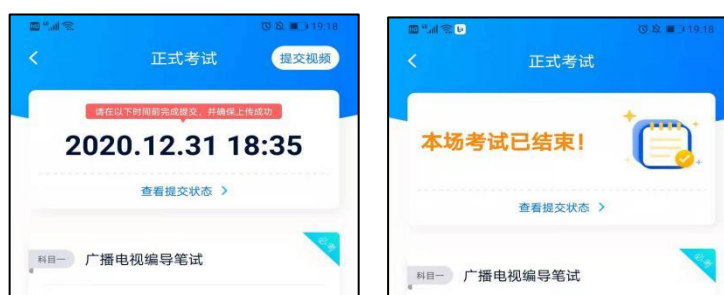 19:18
正式考试
提交视频
请在以下时间前完成提交，并确保上传成功
2020.12.31 18:35
查看提交状态 >
必考
科目一 广播电视编导笔试
19:18
正式考试
本场考试已结束!
查看提交状态 >
必考
科目一 广播电视编导笔试